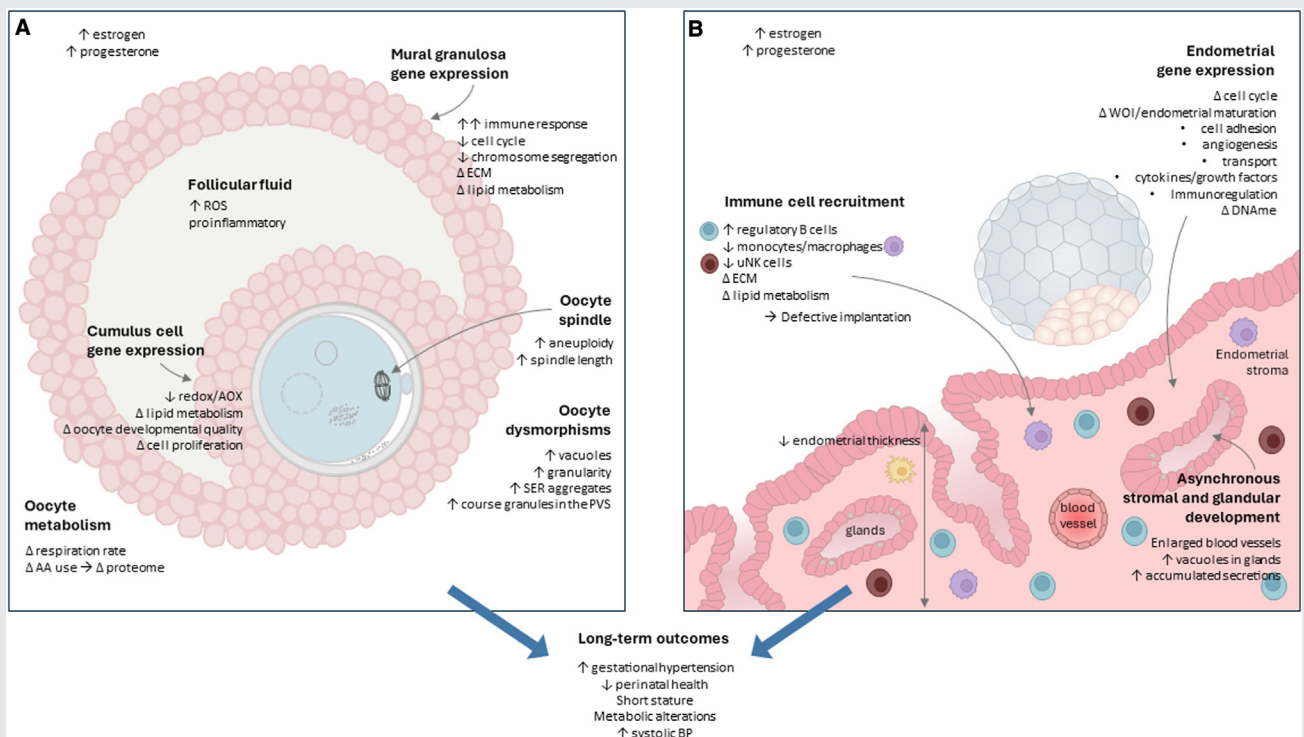 A
↑ estrogen
↑ progesterone
Mural granulosa
gene expression
↑↑ immune response
↓ cell cycle
↓ chromosome segregation
Δ ECM
Δ lipid metabolism
Follicular fluid
↑ ROS
proinflammatory
Cumulus cell
gene expression
↓ redox/AOX
Δ lipid metabolism
Δ oocyte developmental quality
Δ cell proliferation
Oocyte
spindle
↑ aneuploidy
↑ spindle length
Oocyte
dysmorphisms
↑ vacuoles
↑ granularity
↑ SER aggregates
↑ course granules in the PVS
Oocyte
metabolism
Δ respiration rate
Δ AA use → Δ proteome
B
↑ estrogen
↑ progesterone
Endometrial
gene expression
Δ cell cycle
Δ WOI/endometrial maturation
• cell adhesion
• angiogenesis
• transport
• cytokines/growth factors
• Immunoregulation
Δ DNAme
Immune cell recruitment
↑ regulatory B cells
↓ monocytes/macrophages
↓ uNK cells
Δ ECM
Δ lipid metabolism
→ Defective implantation
Endometrial
stroma
↓ endometrial thickness
glands
blood
vessel
Asynchronous
stromal and glandular
development
Enlarged blood vessels
↑ vacuoles in glands
↑ accumulated secretions
Long-term outcomes
↑ gestational hypertension
↓ perinatal health
Short stature
Metabolic alterations
↑ systolic BP